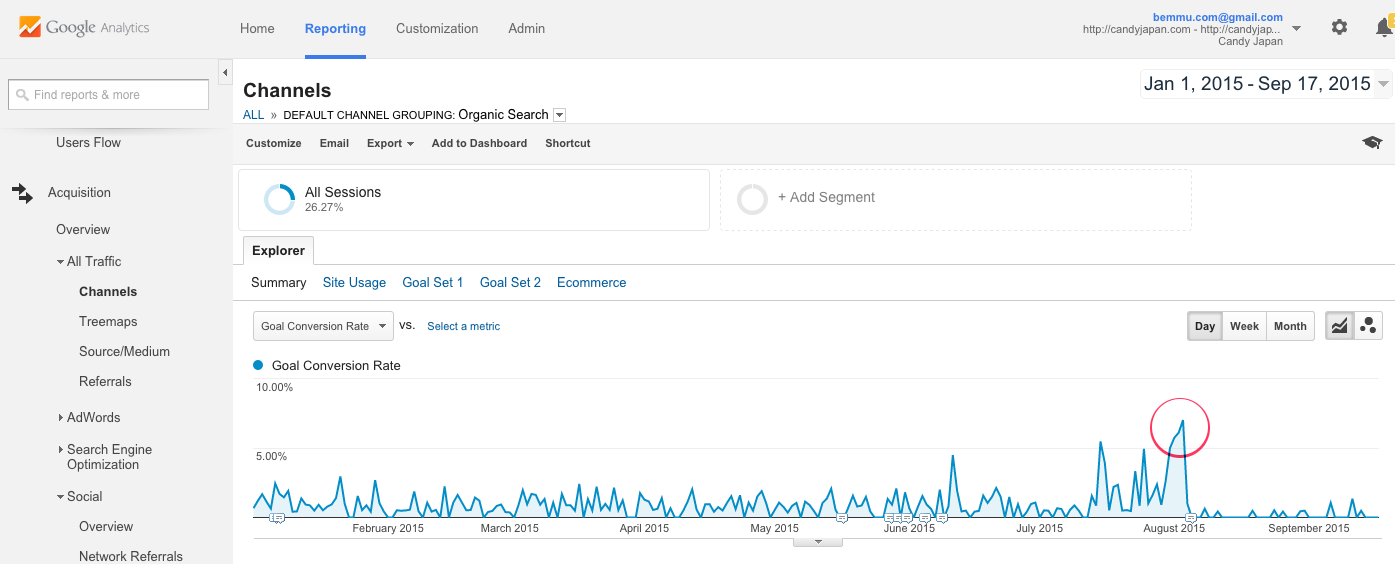 Google Analytics
Home Reporting Customization Admin
bemmu.com@gmail.com
http://candyjapan.com - http://candyjap...
Candy Japan
Find reports & more
Users Flow
Acquisition
Overview
All Traffic
Channels
Treemaps
Source/Medium
Referrals
AdWords
Search Engine
Optimization
Social
Overview
Network Referrals
Channels
Jan 1, 2015 - Sep 17, 2015
ALL » DEFAULT CHANNEL GROUPING: Organic Search
Customize Email Export Add to Dashboard Shortcut
All Sessions
26.27%
+ Add Segment
Explorer
Summary Site Usage Goal Set 1 Goal Set 2 Ecommerce
Goal Conversion Rate VS. Select a metric
Day Week Month
Goal Conversion Rate
10.00%
5.00%
February 2015 March 2015 April 2015 May 2015 June 2015 July 2015 August 2015 September 2015